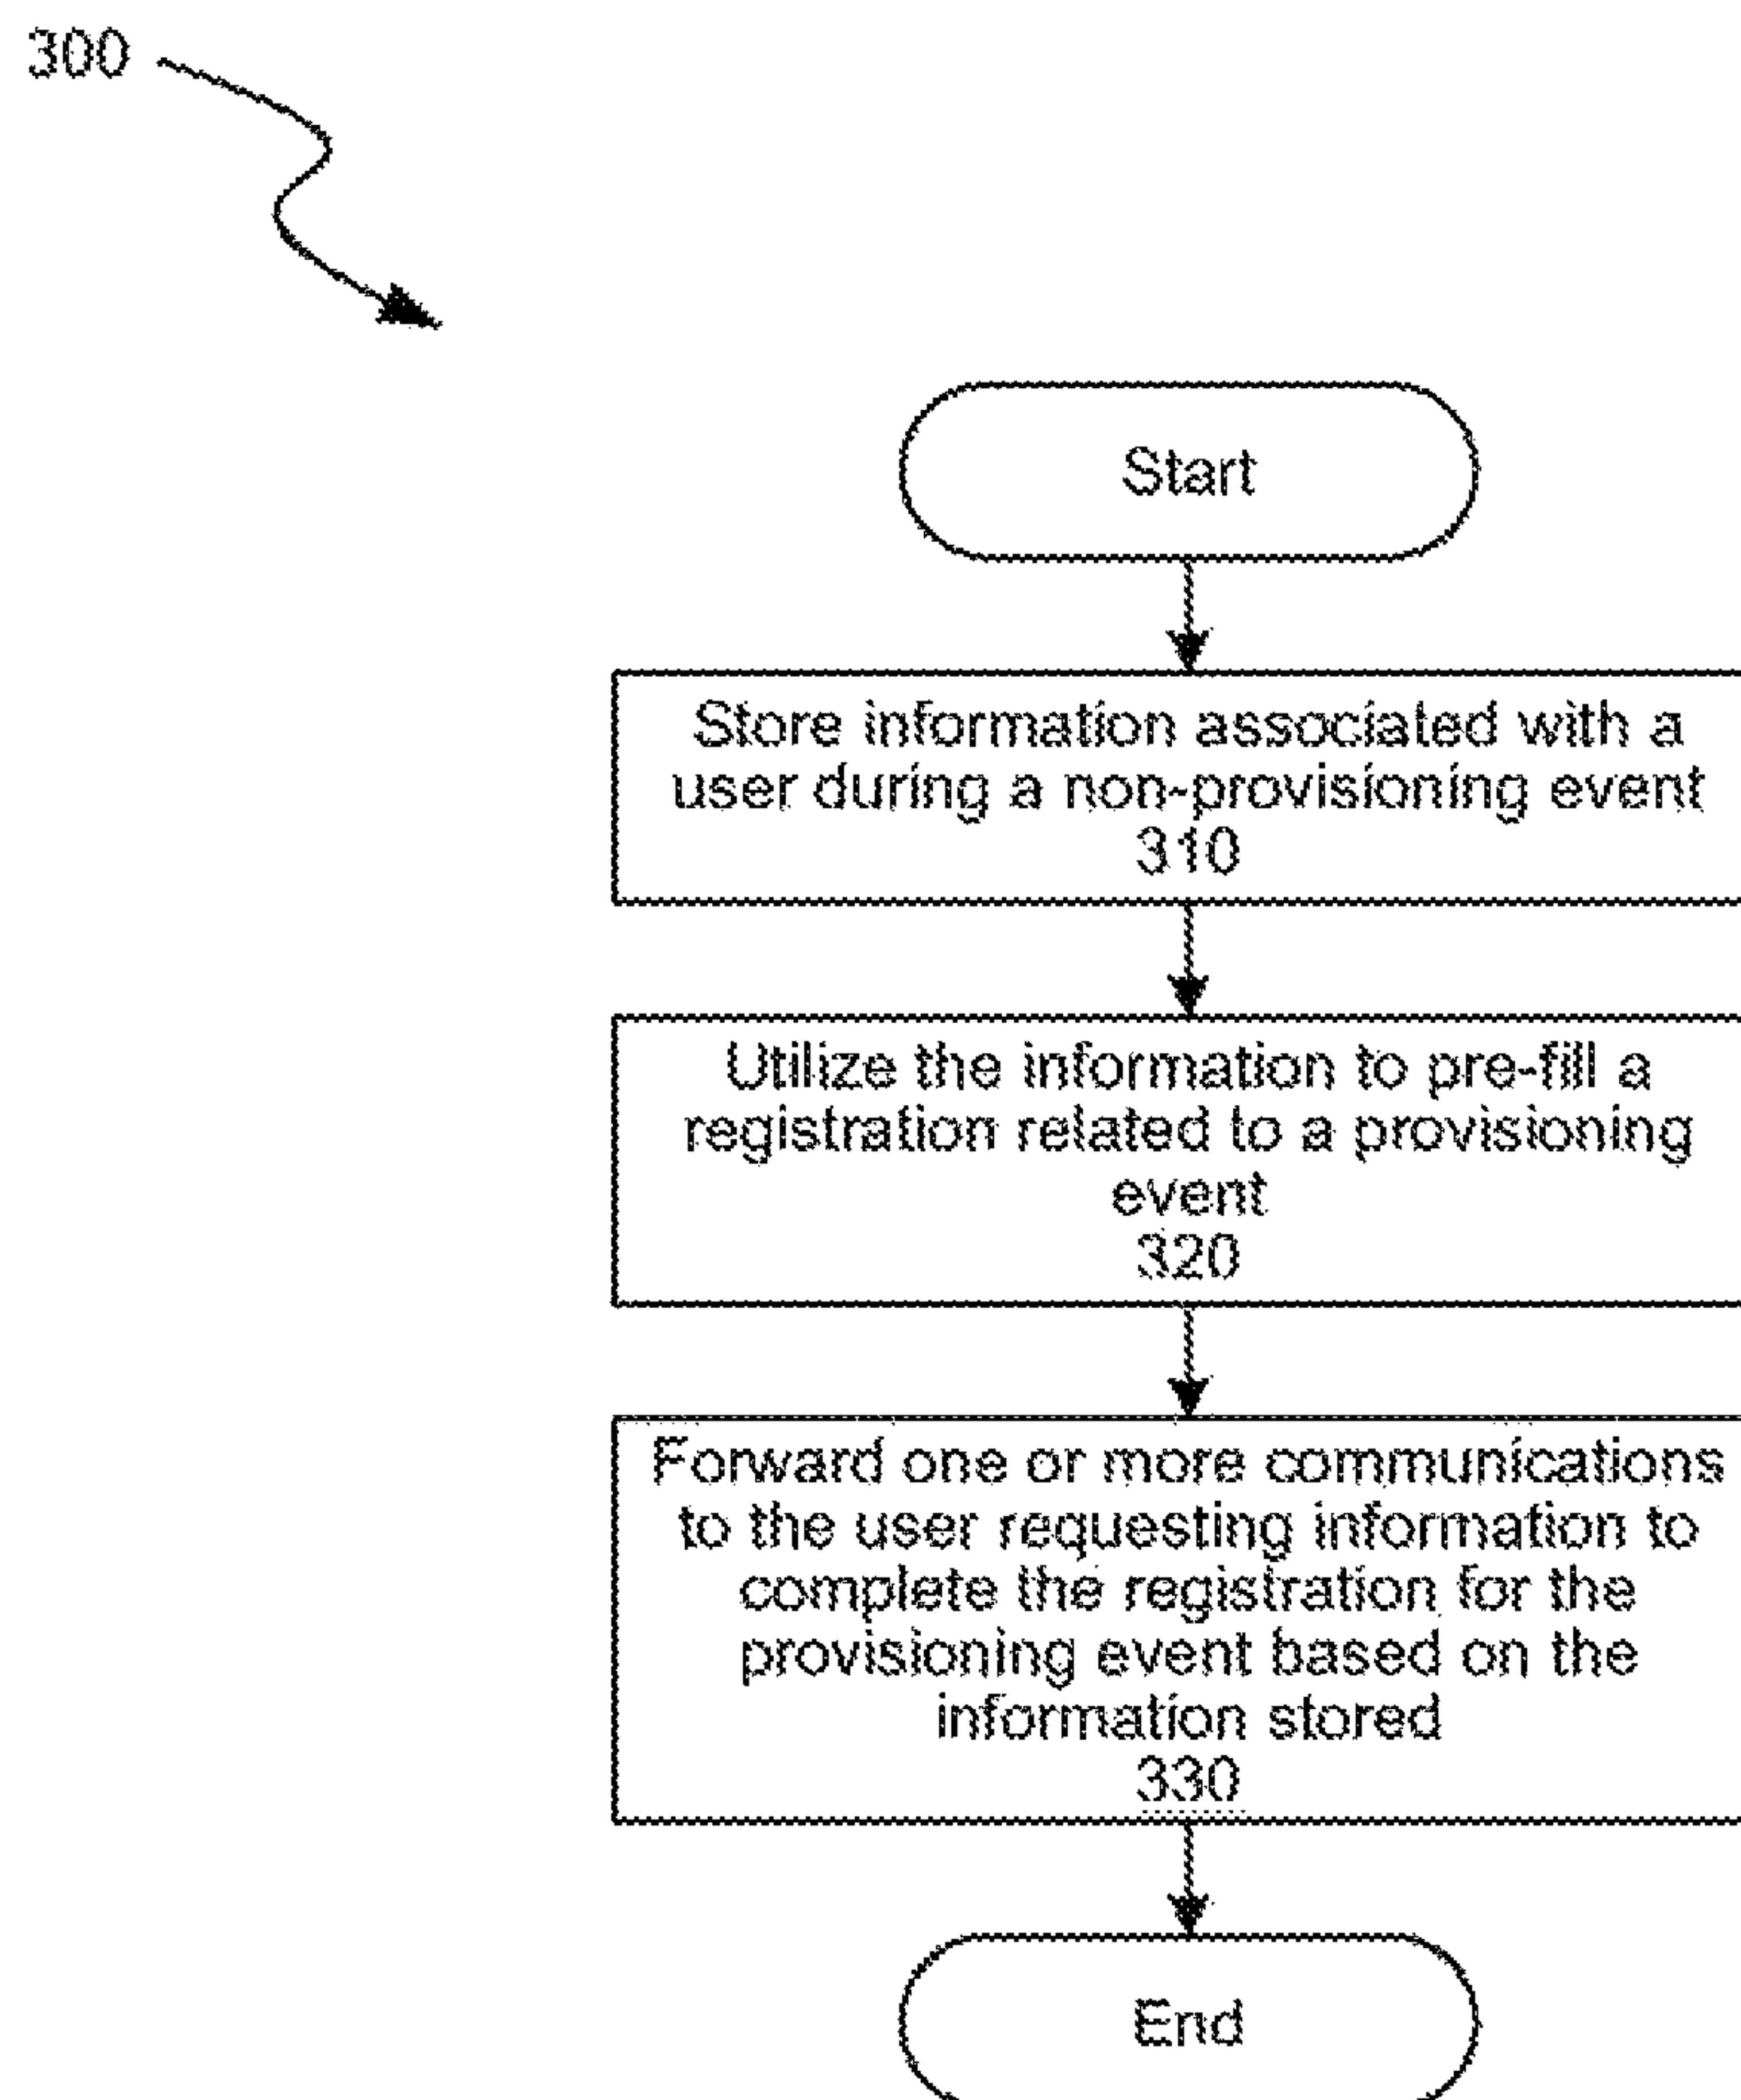 300
Start
Store information associated with a
user during a non-provisioning event
310
Utilize the information to pre-fill a
registration related to a provisioning
event
320
Forward one or more communications
to the user requesting information to
complete the registration for the
provisioning event based on the
information stored
330
End